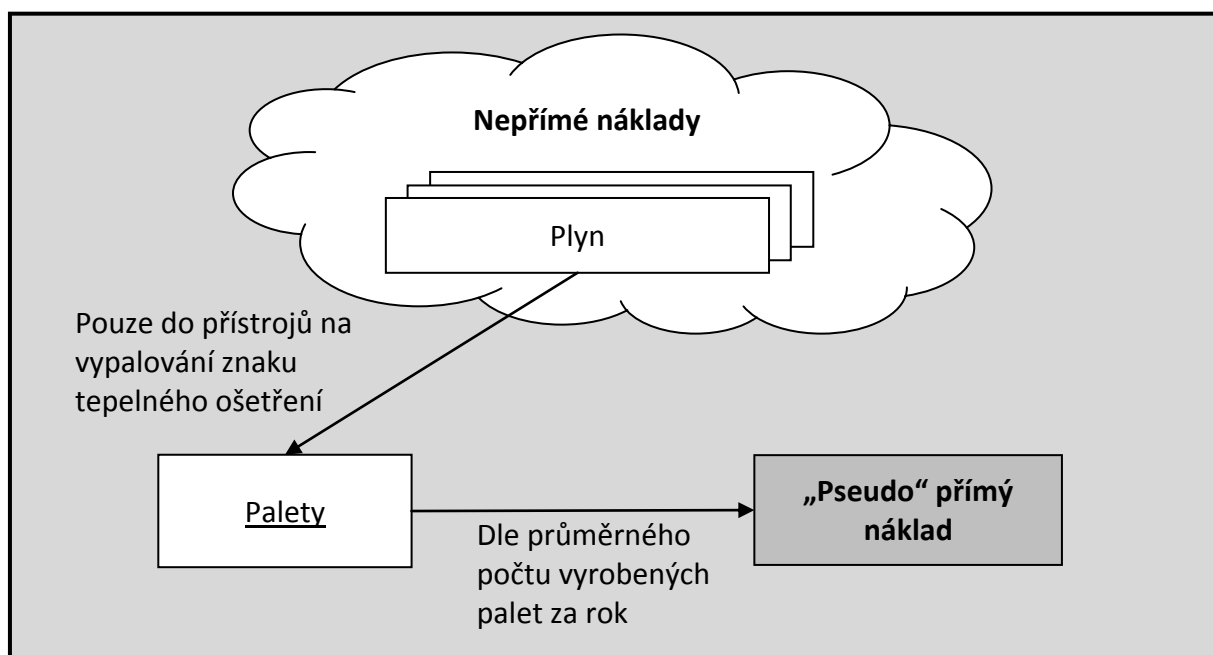 Nepřímé náklady
Plyn
Pouze do přístrojů na
vypalování znaku
tepelného ošetření
Palety
Dle průměrného
počtu vyrobených
palet za rok
„Pseudo“ přímý
náklad